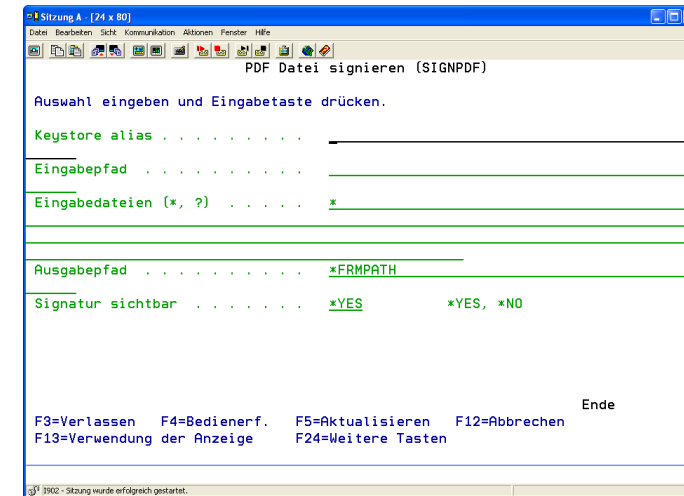 Sitzung A - [24 x 80]
Datei Bearbeiten Sicht Kommunikation Aktionen Fenster Hilfe
PDF Datei signieren (SIGNPDF)
Auswahl eingeben und Eingabetaste drücken.
Keystore alias . . . . . . . . .
Eingabepfad . . . . . . . . . .
Eingabedateien (*, ?) . . . . . *
Ausgabepfad . . . . . . . . . . *FRMPATH
Signatur sichtbar . . . . . . . *YES *YES, *NO
Ende
F3=Verlassen F4=Bedienerf. F5=Aktualisieren F12=Abbrechen
F13=Verwendung der Anzeige F24=Weitere Tasten
I902 - Sitzung wurde erfolgreich gestartet.